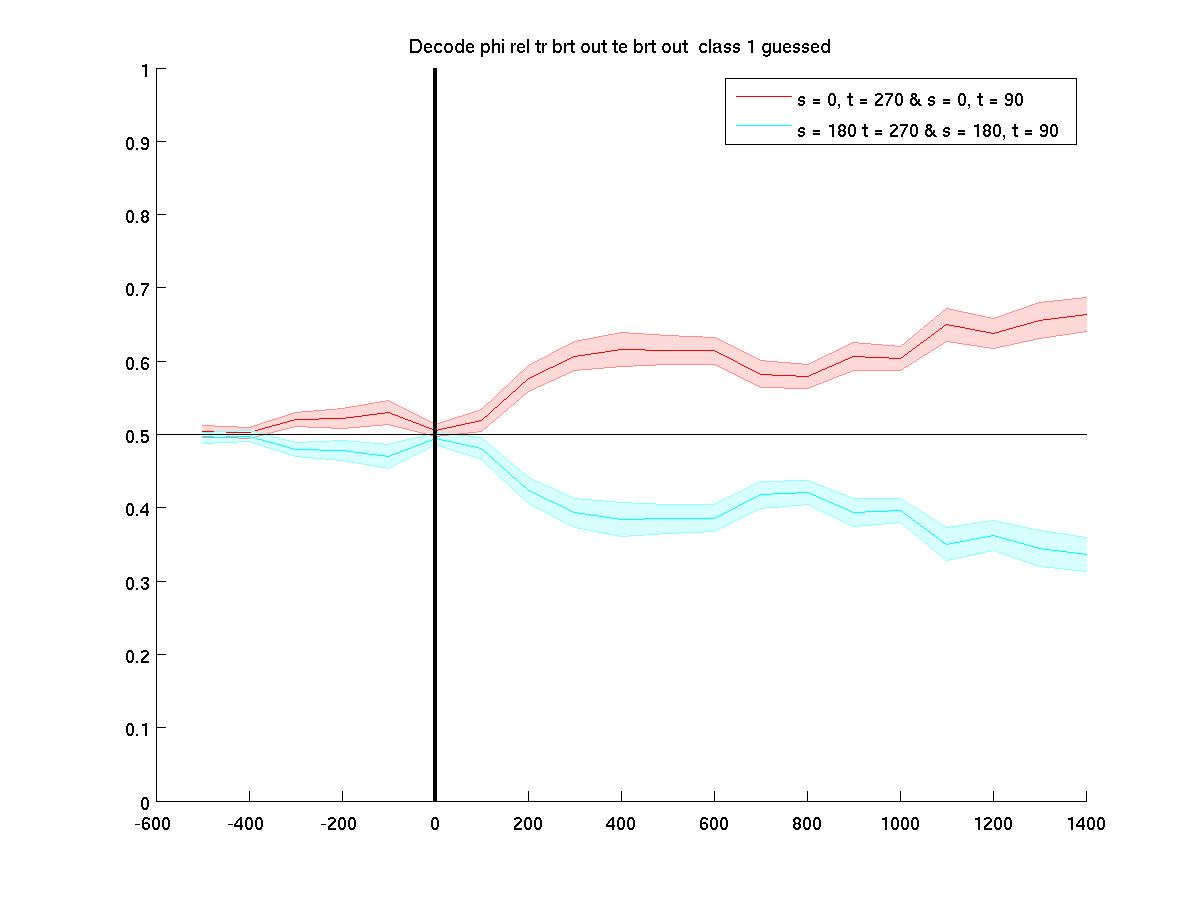 Decode phi rel tr brt out te brt out  class 1 guessed
s = 0, t = 270 & s = 0, t = 90
s = 180 t = 270 & s = 180, t = 90
1
0.9
0.8
0.7
0.6
0.5
0.4
0.3
0.2
0.1
0
-600 -400 -200 0 200 400 600 800 1000 1200 1400